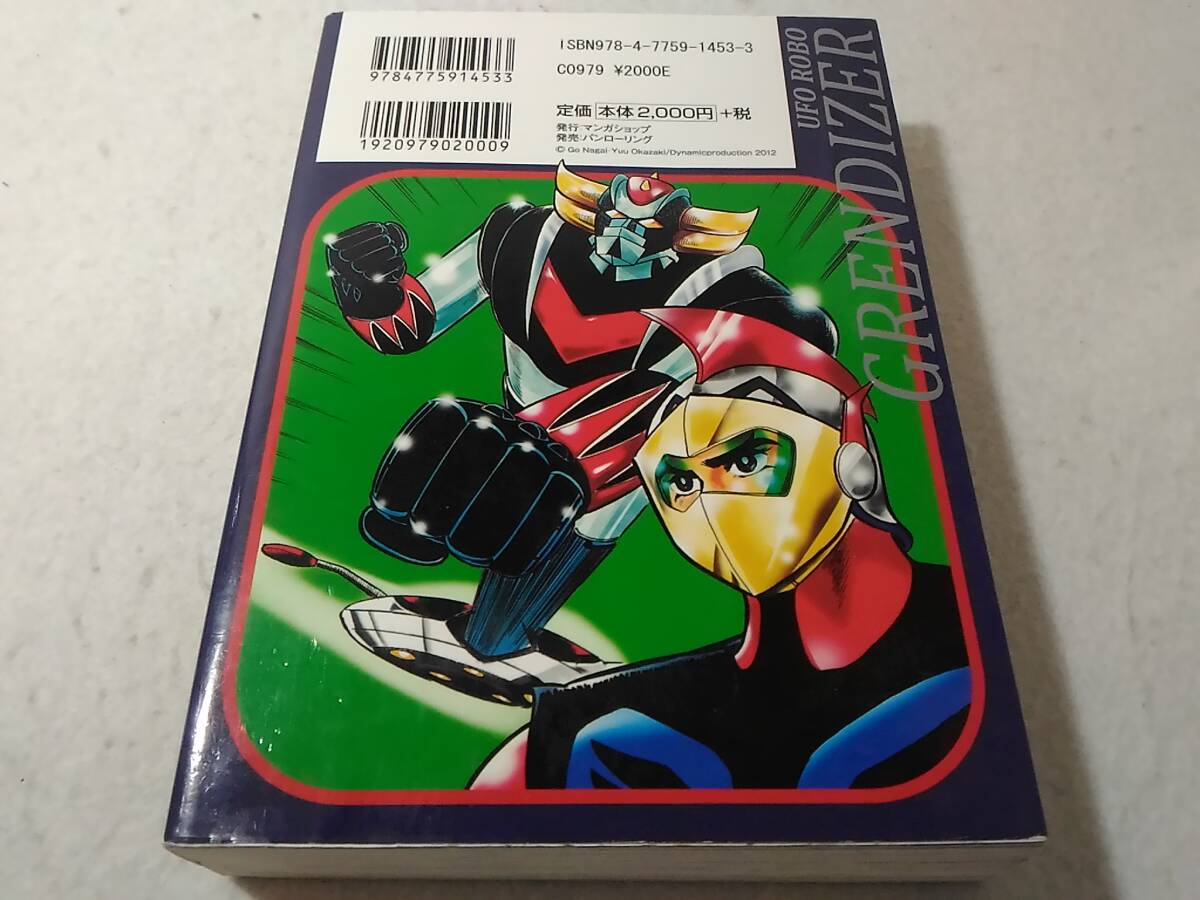 ISBN978-4-7759-1453-3
9784775914533
C0979 ¥2000E
定価 本体2,000円 +税
発行:マンガショップ
発売:パンローリング
1920979020009
© Go Nagai·Yuu Okazaki/Dynamicproduction 2012
UFO ROBO
GRENDIZER